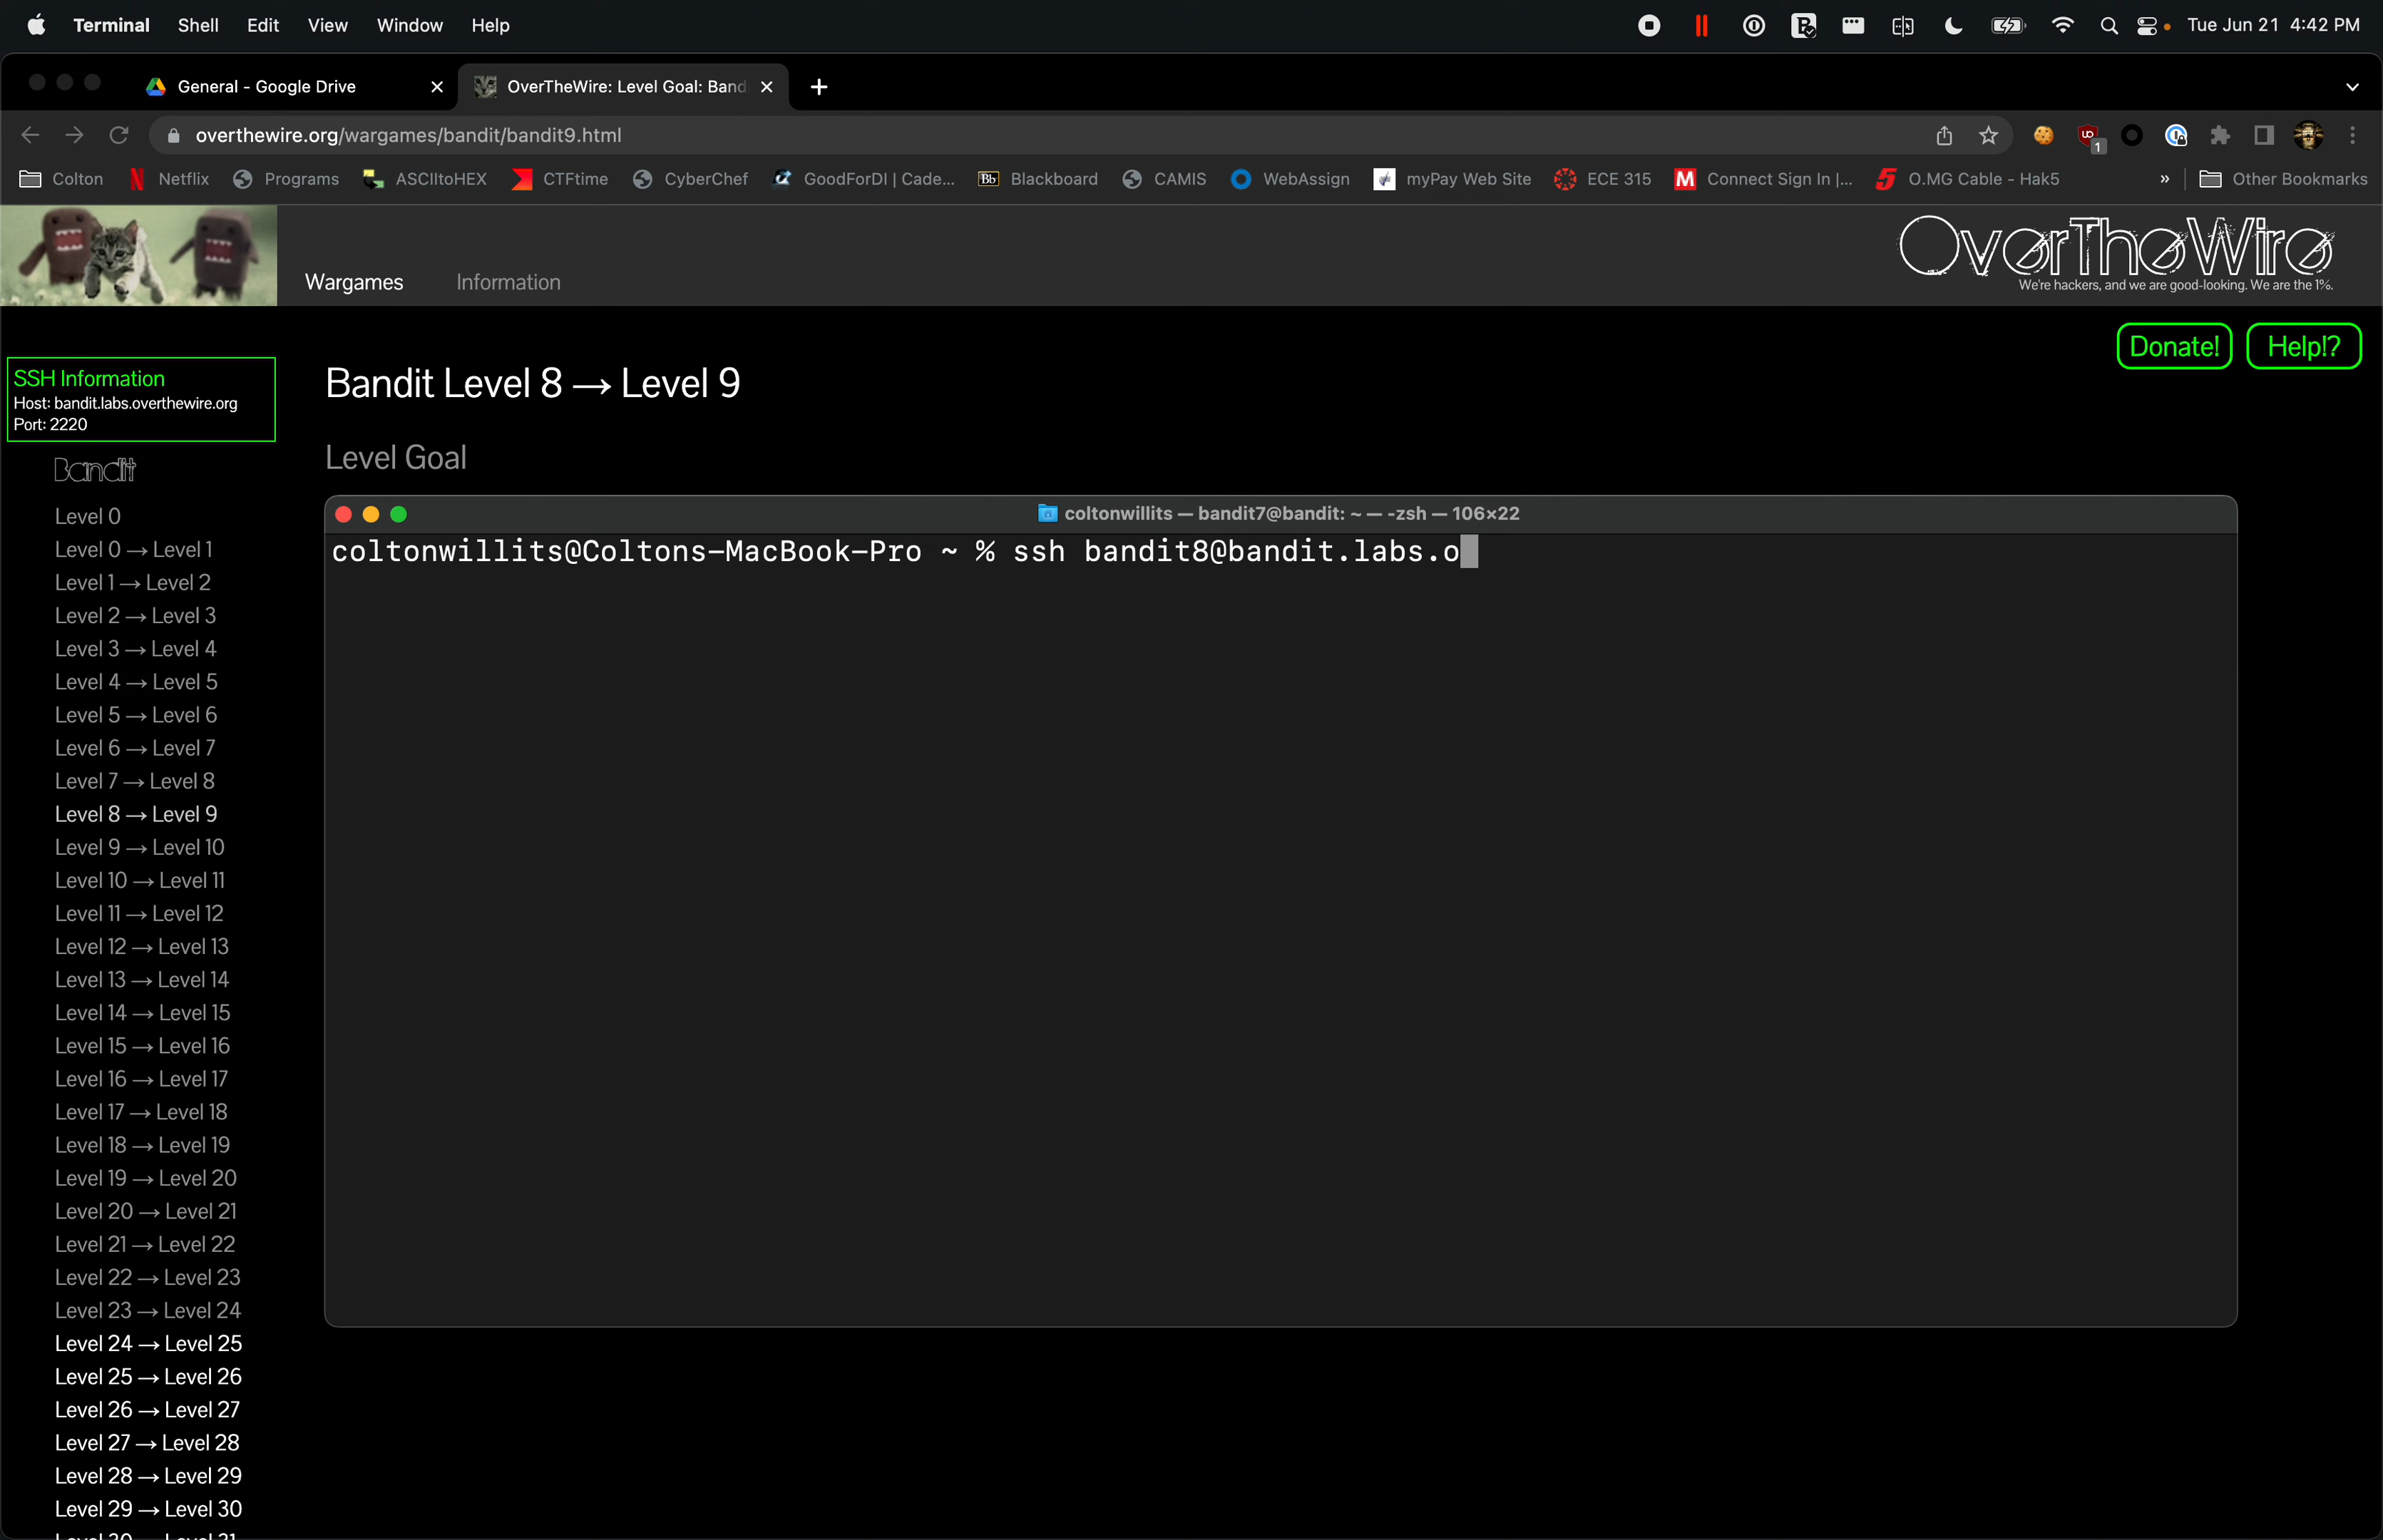 Terminal Shell Edit View Window Help Tue Jun 21 4:42 PM
General - Google Drive OverTheWire: Level Goal: Band
overthewire.org/wargames/bandit/bandit9.html
1
Colton Netflix Programs ASCIItoHEX CTFtime CyberChef GoodForDI | Cade... Bb Blackboard CAMIS WebAssign myPay Web Site ECE 315 M Connect Sign In |... 5 O.MG Cable - Hak5 » Other Bookmarks
Wargames Information
OverTheWire
We're hackers, and we are good-looking. We are the 1%.
Donate! Help!?
SSH Information
Host: bandit.labs.overthewire.org
Port: 2220
Bandit
Level 0
Level 0 → Level 1
Level 1 → Level 2
Level 2 → Level 3
Level 3 → Level 4
Level 4 → Level 5
Level 5 → Level 6
Level 6 → Level 7
Level 7 → Level 8
Level 8 → Level 9
Level 9 → Level 10
Level 10 → Level 11
Level 11 → Level 12
Level 12 → Level 13
Level 13 → Level 14
Level 14 → Level 15
Level 15 → Level 16
Level 16 → Level 17
Level 17 → Level 18
Level 18 → Level 19
Level 19 → Level 20
Level 20 → Level 21
Level 21 → Level 22
Level 22 → Level 23
Level 23 → Level 24
Level 24 → Level 25
Level 25 → Level 26
Level 26 → Level 27
Level 27 → Level 28
Level 28 → Level 29
Level 29 → Level 30
Bandit Level 8 → Level 9
Level Goal
coltonwillits — bandit7@bandit: ~ — -zsh — 106×22
coltonwillits@Coltons-MacBook-Pro ~ % ssh bandit8@bandit.labs.o